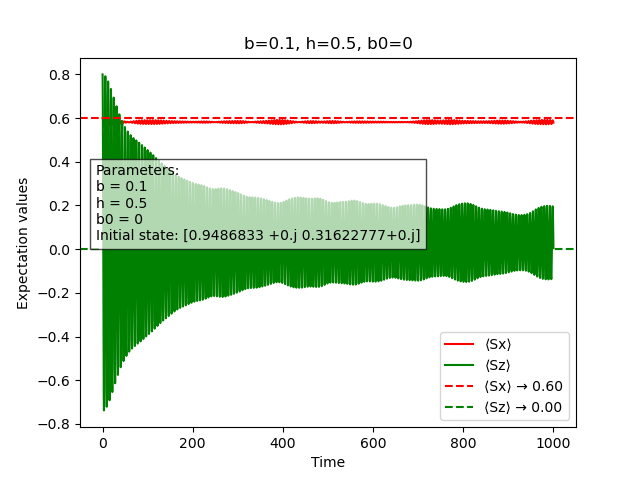 b=0.1, h=0.5, b0=0
Expectation values
0.8
0.6
0.4
0.2
0.0
−0.2
−0.4
−0.6
−0.8
Parameters:
b = 0.1
h = 0.5
b0 = 0
Initial state: [0.9486833 +0.j 0.31622777+0.j]
⟨Sx⟩
⟨Sz⟩
⟨Sx⟩ → 0.60
⟨Sz⟩ → 0.00
0
200
400
600
800
1000
Time